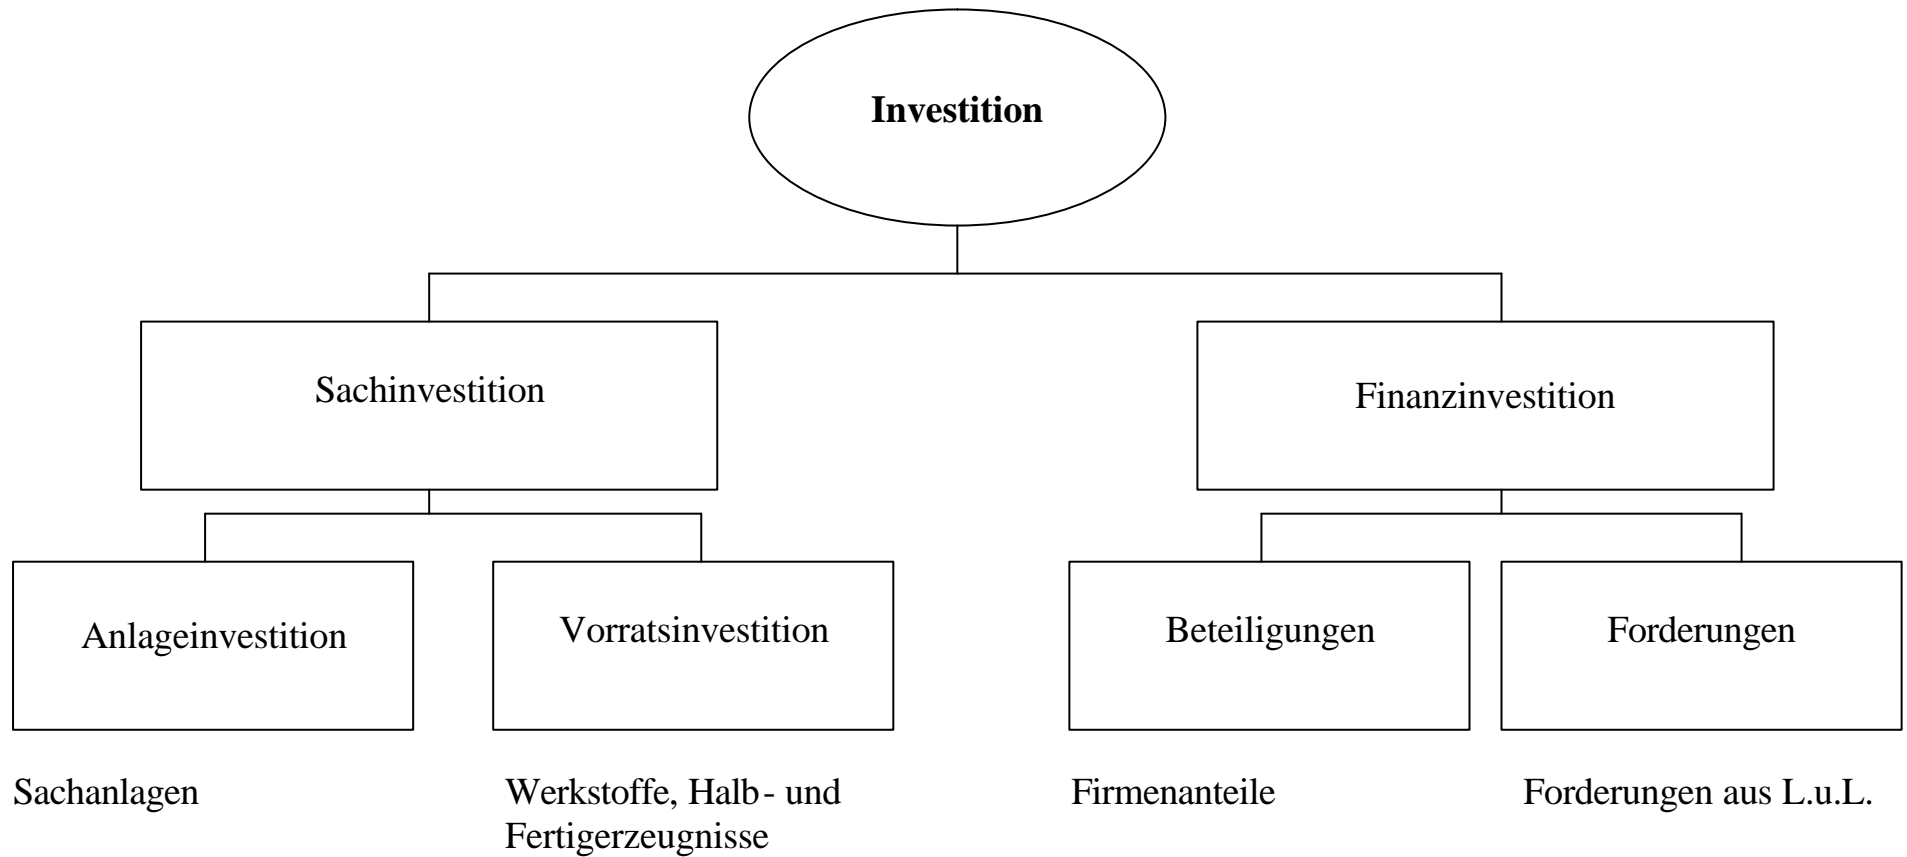 Investition
Sachinvestition
Finanzinvestition
Anlageinvestition
Vorratsinvestition
Beteiligungen
Forderungen
Sachanlagen
Werkstoffe, Halb- und
Fertigerzeugnisse
Firmenanteile
Forderungen aus L.u.L.